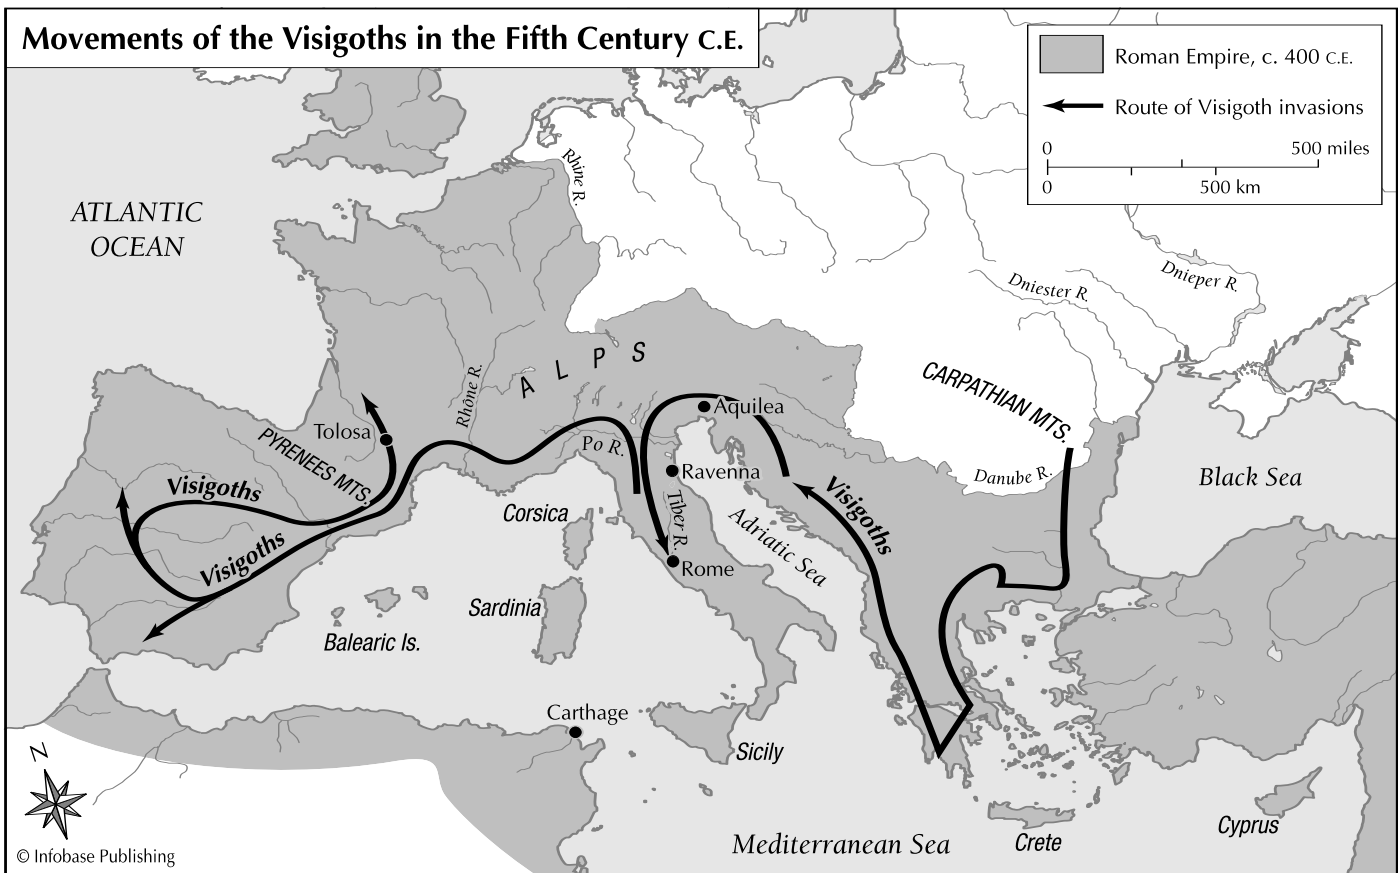 Movements of the Visigoths in the Fifth Century C.E.
Roman Empire, c. 400 C.E.
Route of Visigoth invasions
0 500 miles
0 500 km
ATLANTIC
OCEAN
Rhine R.
Dniester R.
Dnieper R.
ALPS
Rhône R.
CARPATHIAN MTS.
Aquilea
Tolosa
PYRENEES MTS.
Po R.
Ravenna
Danube R.
Black Sea
Visigoths
Visigoths
Visigoths
Corsica
Tiber R.
Adriatic Sea
Rome
Sardinia
Balearic Is.
Carthage
Sicily
N
Mediterranean Sea
Crete
Cyprus
© Infobase Publishing